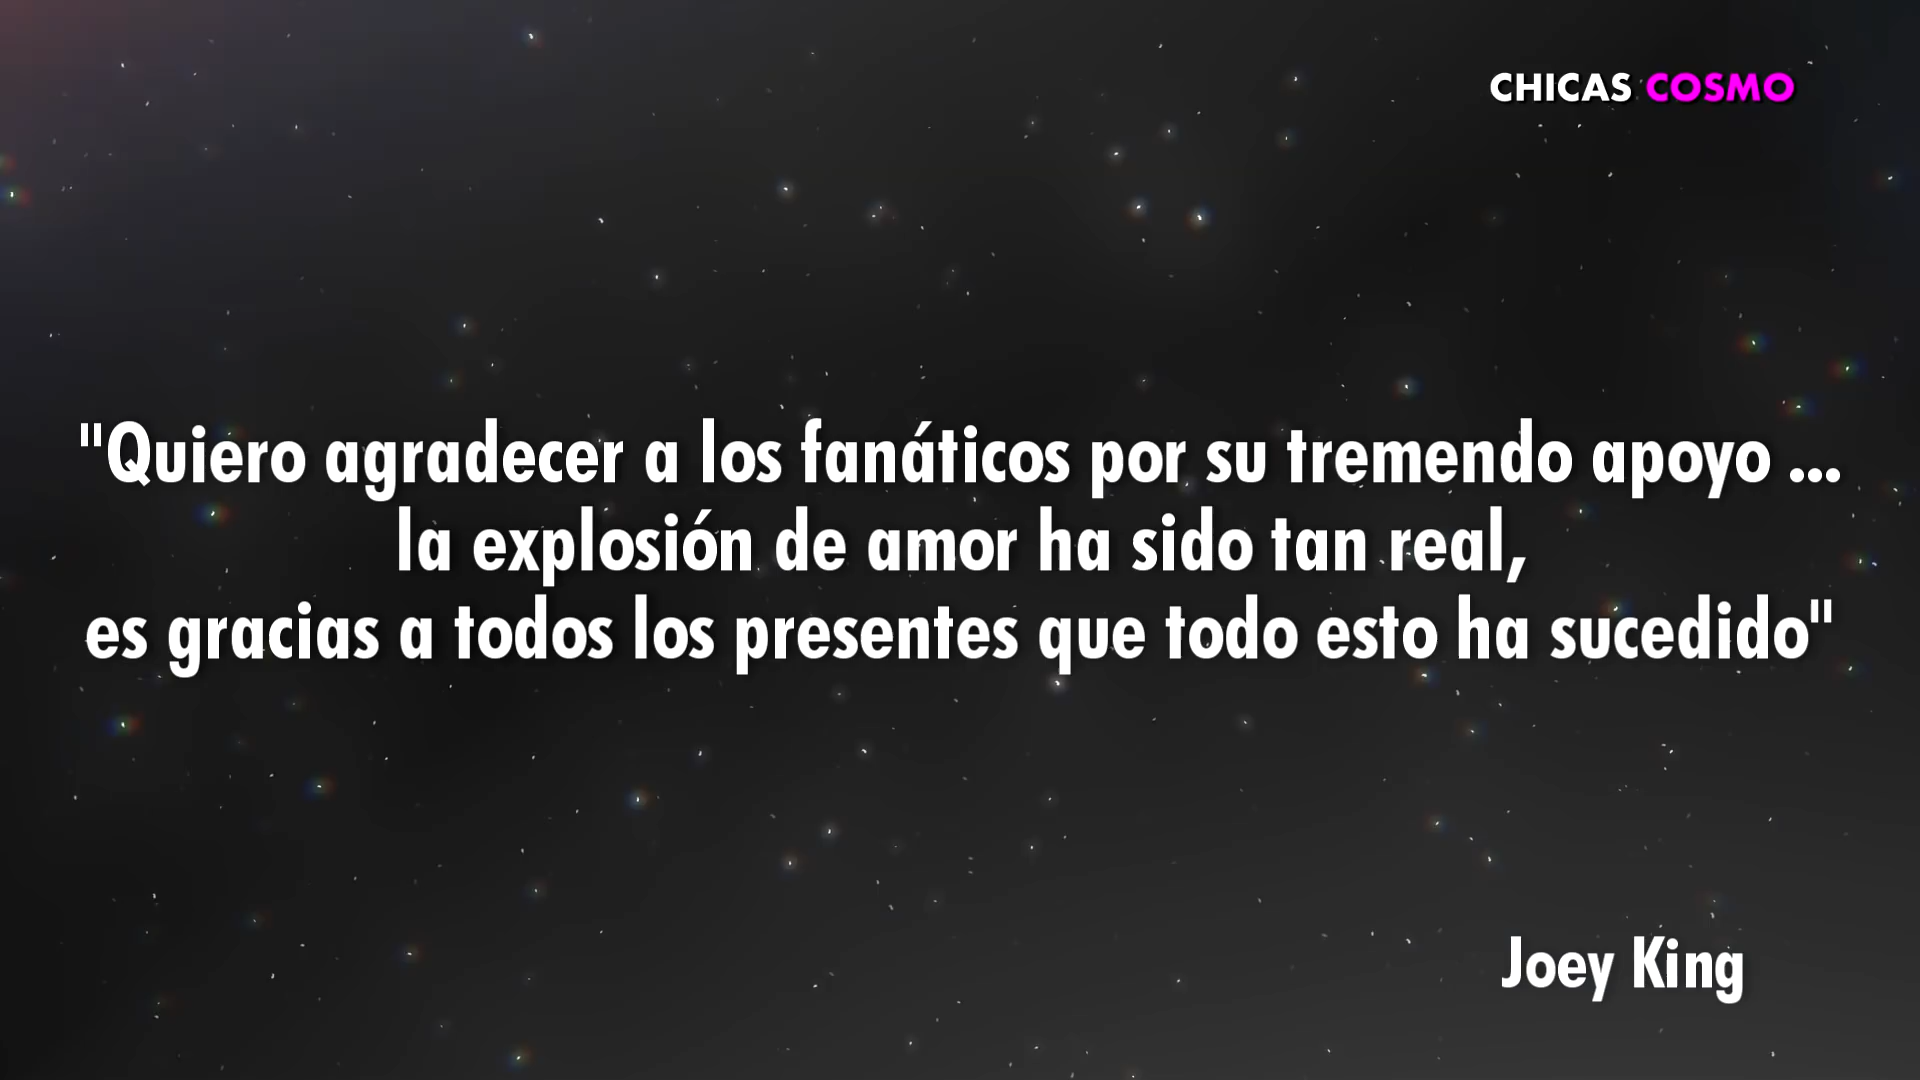 CHICAS COSMO
"Quiero agradecer a los fanáticos por su tremendo apoyo ...
la explosión de amor ha sido tan real,
es gracias a todos los presentes que todo esto ha sucedido"
Joey King